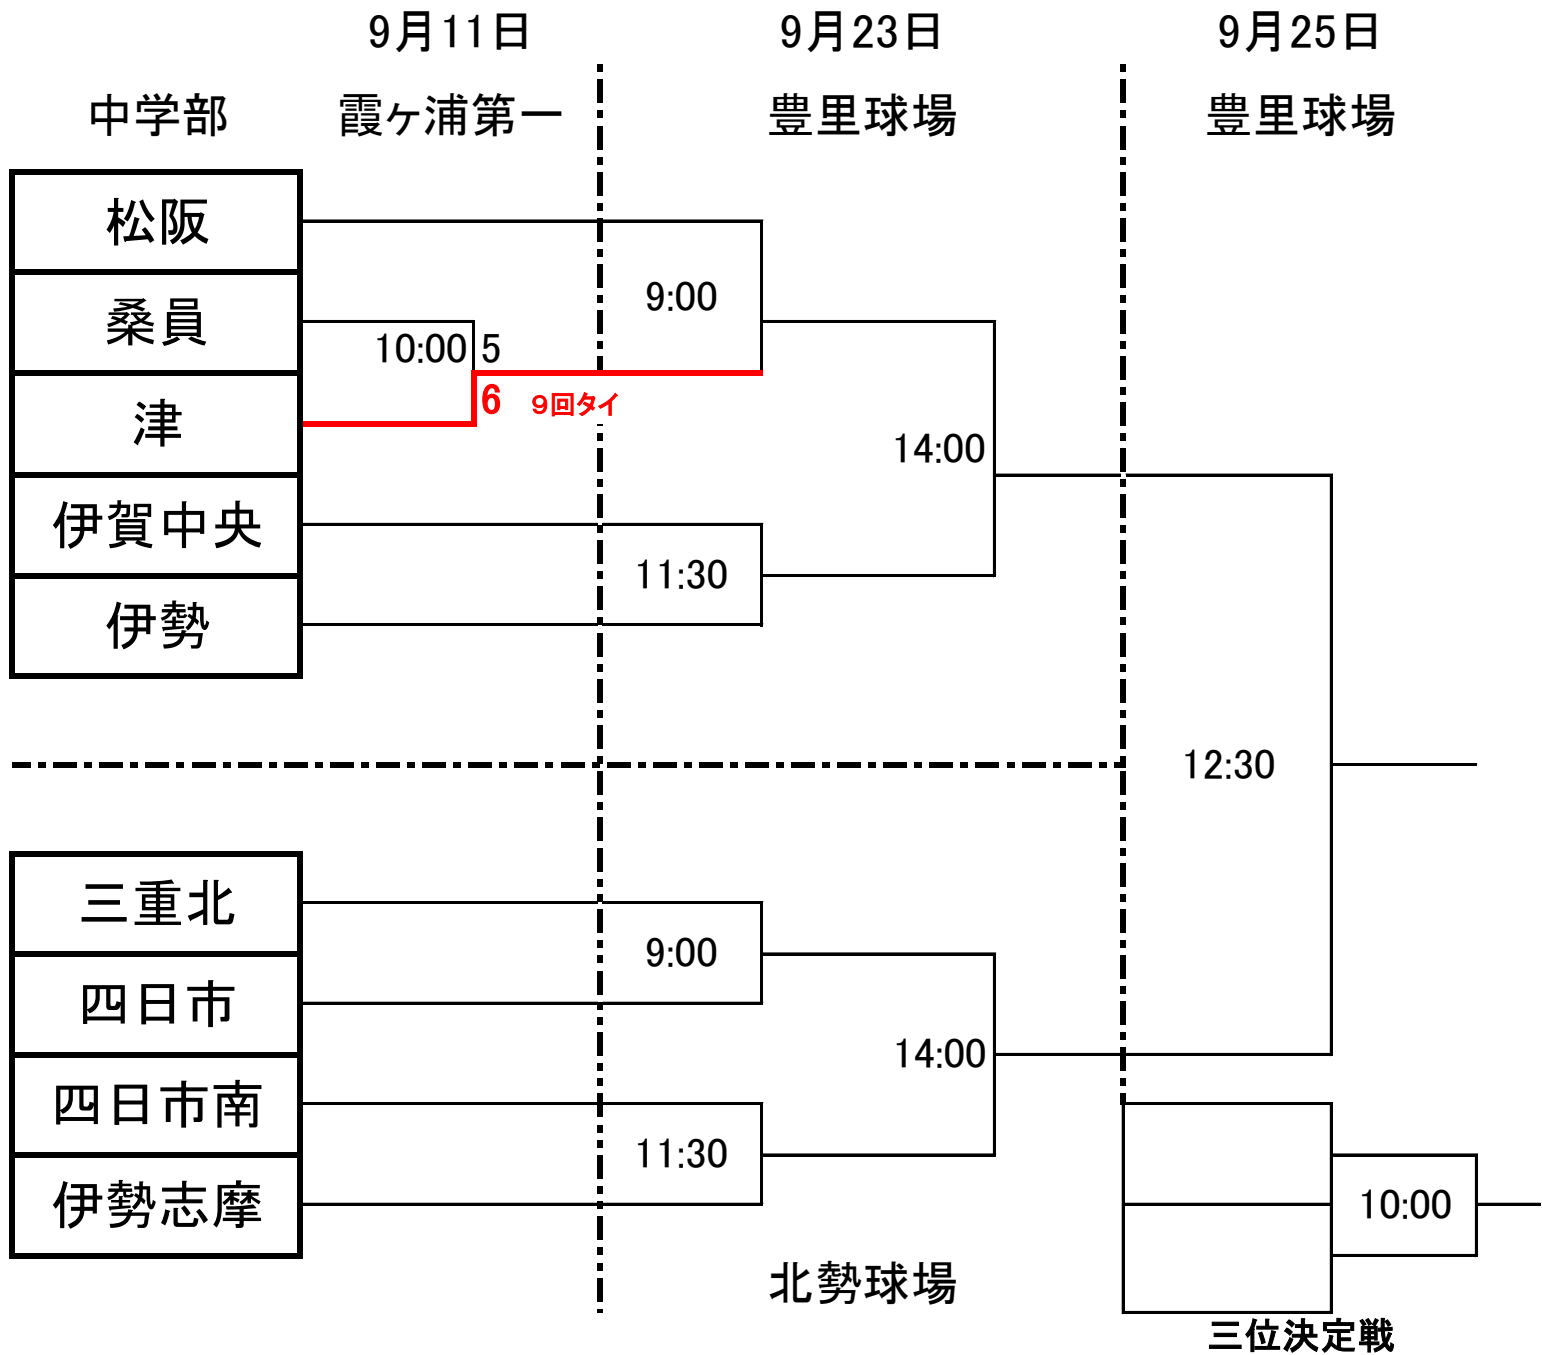 9月11日
9月23日
9月25日
中学部
霞ヶ浦第一
豊里球場
豊里球場
松阪
9:00
桑員
10:00
5
6
9回タイ
津
14:00
伊賀中央
11:30
伊勢
12:30
三重北
9:00
四日市
14:00
四日市南
11:30
伊勢志摩
10:00
北勢球場
三位決定戦